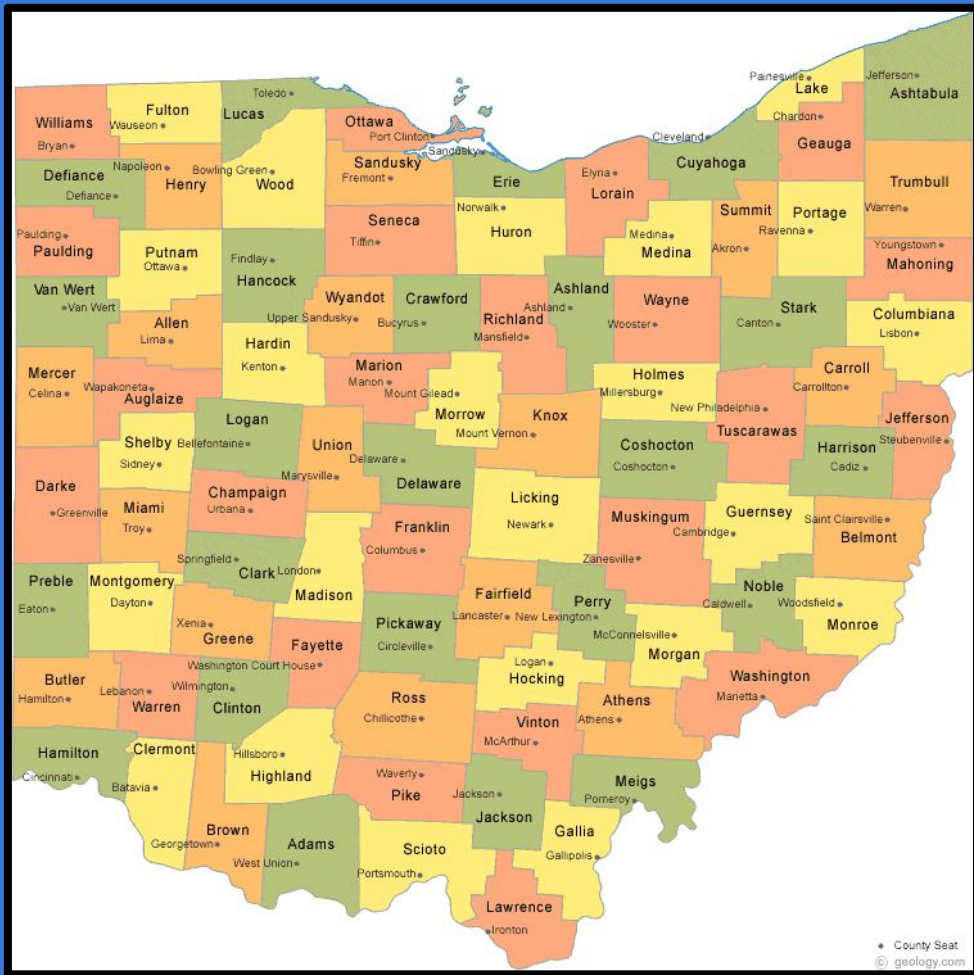 Painesville
Lake
Jefferson
Ashtabula
Toledo
Lucas
Fulton
Wauseon
Williams
Bryan
Ottawa
Port Clinton
Chardon
Geauga
Cleveland
Cuyahoga
Sandusky
Sandusky
Fremont
Erie
Elyria
Lorain
Trumbull
Warren
Defiance
Defiance
Napoleon
Henry
Bowling Green
Wood
Norwalk
Huron
Medina
Medina
Summit
Akron
Portage
Ravenna
Seneca
Tiffin
Paulding
Paulding
Putnam
Ottawa
Findlay
Hancock
Youngstown
Mahoning
Van Wert
Van Wert
Allen
Lima
Wyandot
Upper Sandusky
Crawford
Bucyrus
Richland
Mansfield
Ashland
Ashland
Wayne
Wooster
Stark
Canton
Columbiana
Lisbon
Hardin
Kenton
Mercer
Celina
Wapakoneta
Auglaize
Marion
Marion
Mount Gilead
Morrow
Holmes
Millersburg
Carroll
Carrollton
New Philadelphia
Tuscarawas
Jefferson
Steubenville
Logan
Bellefontaine
Shelby
Sidney
Union
Marysville
Delaware
Delaware
Knox
Mount Vernon
Coshocton
Coshocton
Harrison
Cadiz
Darke
Greenville
Miami
Troy
Champaign
Urbana
Licking
Newark
Franklin
Columbus
Muskingum
Zanesville
Guernsey
Cambridge
Saint Clairsville
Belmont
Springfield
Clark
London
Madison
Preble
Eaton
Montgomery
Dayton
Fairfield
Lancaster
New Lexington
Perry
Noble
Caldwell
Woodsfield
Monroe
Xenia
Greene
Pickaway
Circleville
McConnelsville
Morgan
Fayette
Washington Court House
Logan
Hocking
Butler
Hamilton
Lebanon
Warren
Wilmington
Clinton
Ross
Chillicothe
Athens
Athens
Washington
Marietta
Vinton
McArthur
Hamilton
Cincinnati
Clermont
Batavia
Hillsboro
Highland
Waverly
Pike
Jackson
Jackson
Meigs
Pomeroy
Brown
Georgetown
Adams
West Union
Scioto
Portsmouth
Gallia
Gallipolis
Lawrence
Ironton
County Seat
© geology.com